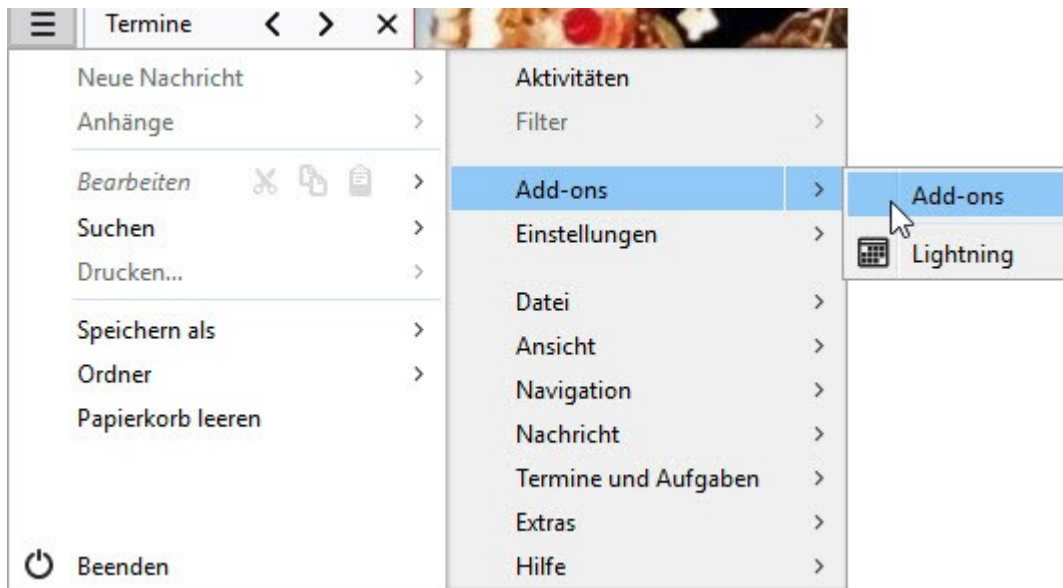 Termine
Neue Nachricht
Anhänge
Bearbeiten
Suchen
Drucken...
Speichern als
Ordner
Papierkorb leeren
Beenden
Aktivitäten
Filter
Add-ons
Einstellungen
Datei
Ansicht
Navigation
Nachricht
Termine und Aufgaben
Extras
Hilfe
Add-ons
Lightning